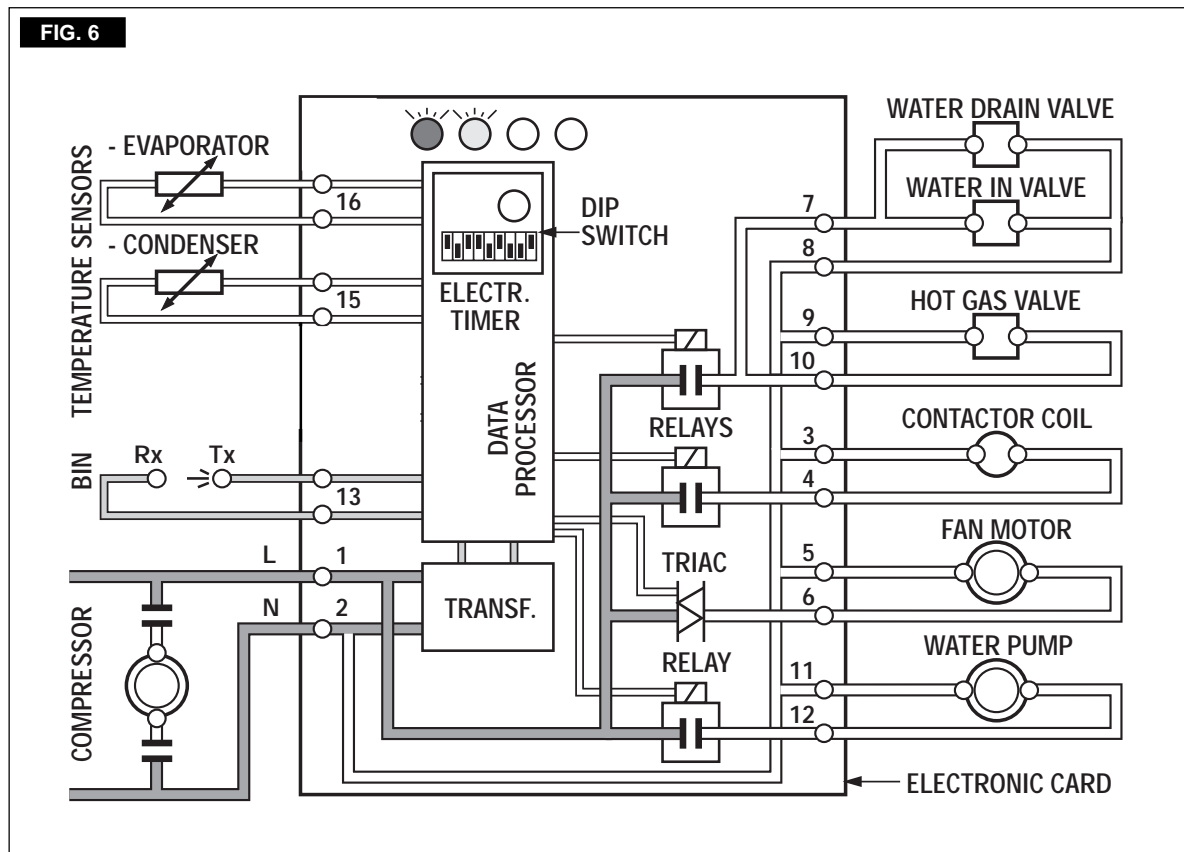 FIG. 6
TEMPERATURE SENSORS
- EVAPORATOR
16
- CONDENSER
15
BIN
Rx
Tx
13
L
1
N
2
COMPRESSOR
DIP
SWITCH
ELECTR.
TIMER
DATA
PROCESSOR
TRANSF.
RELAYS
TRIAC
RELAY
WATER DRAIN VALVE
WATER IN VALVE
7
8
HOT GAS VALVE
9
10
CONTACTOR COIL
3
4
FAN MOTOR
5
6
WATER PUMP
11
12
ELECTRONIC CARD